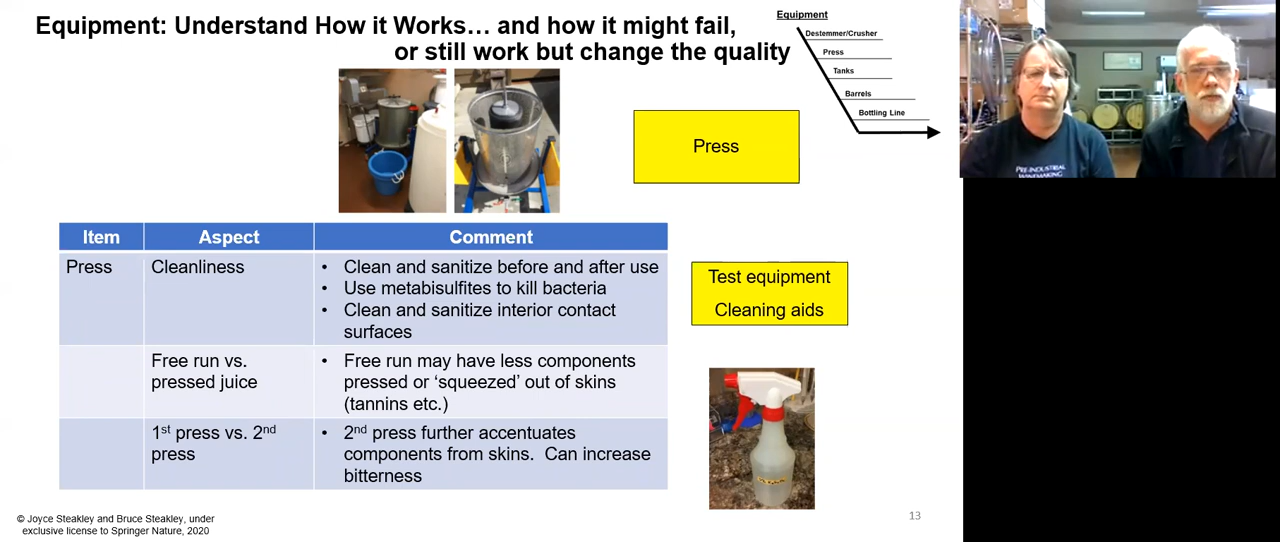 Equipment: Understand How it Works… and how it might fail,
or still work but change the quality
Equipment
Destemmer/Crusher
Press
Tanks
Barrels
Bottling Line
Press
PRE-INDUSTRIAL
WINEMAKING
Item Aspect Comment
Press Cleanliness • Clean and sanitize before and after use
• Use metabisulfites to kill bacteria
• Clean and sanitize interior contact
surfaces
Free run vs. • Free run may have less components
pressed juice pressed or ‘squeezed’ out of skins
(tannins etc.)
1st press vs. 2nd • 2nd press further accentuates
press components from skins. Can increase
bitterness
Test equipment
Cleaning aids
© Joyce Steakley and Bruce Steakley, under
exclusive license to Springer Nature, 2020
13